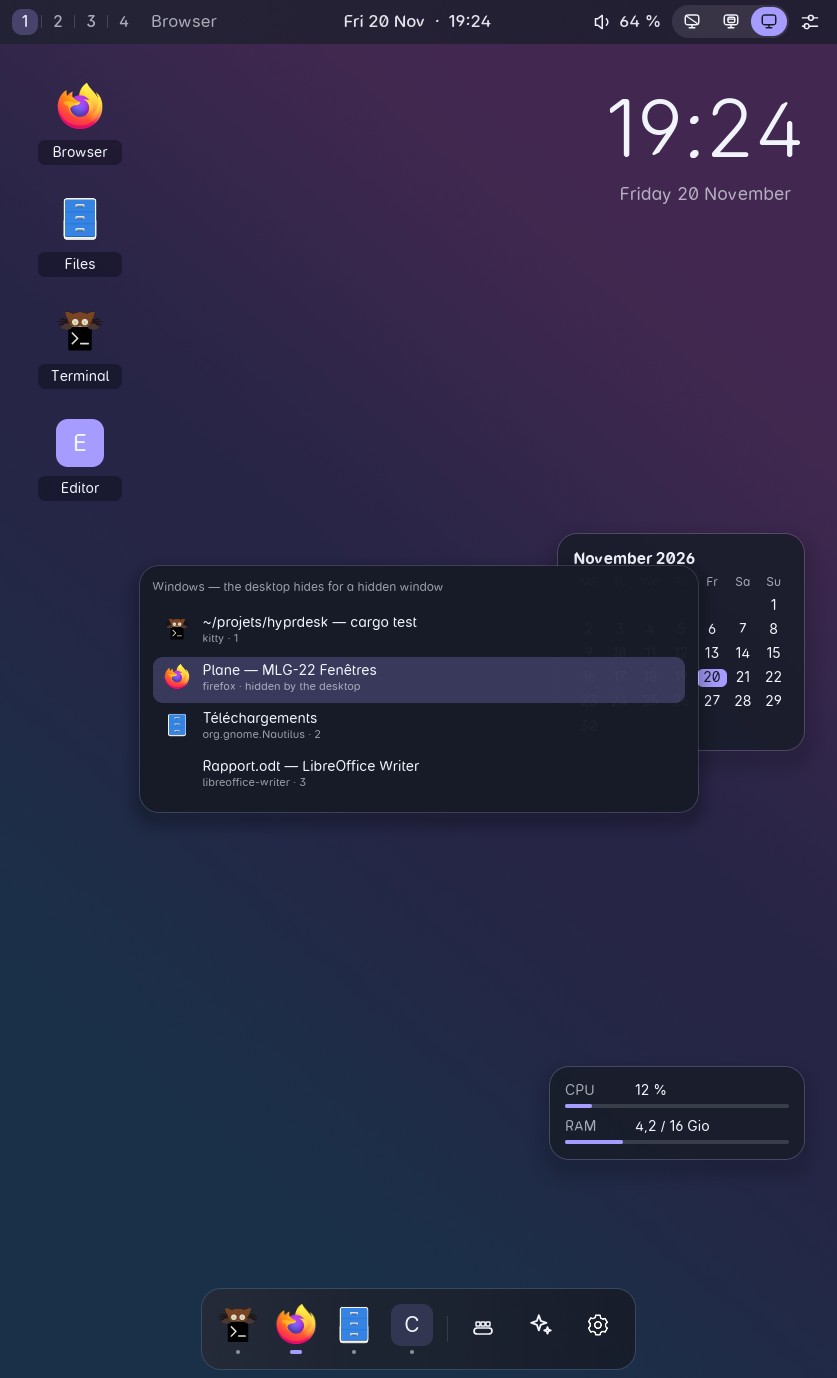 1 2 3 4 Browser Fri 20 Nov · 19:24 64 %
19:24
Friday 20 November
Browser
Files
Terminal
E
Editor
November 2026
Fr Sa Su
1
6 7 8
13 14 15
20 21 22
27 28 29
30
Windows — the desktop hides for a hidden window
~/projets/hyprdesk — cargo test
kitty · 1
Plane — MLG-22 Fenêtres
firefox · hidden by the desktop
Téléchargements
org.gnome.Nautilus · 2
Rapport.odt — LibreOffice Writer
libreoffice-writer · 3
CPU 12 %
RAM 4,2 / 16 Gio
C